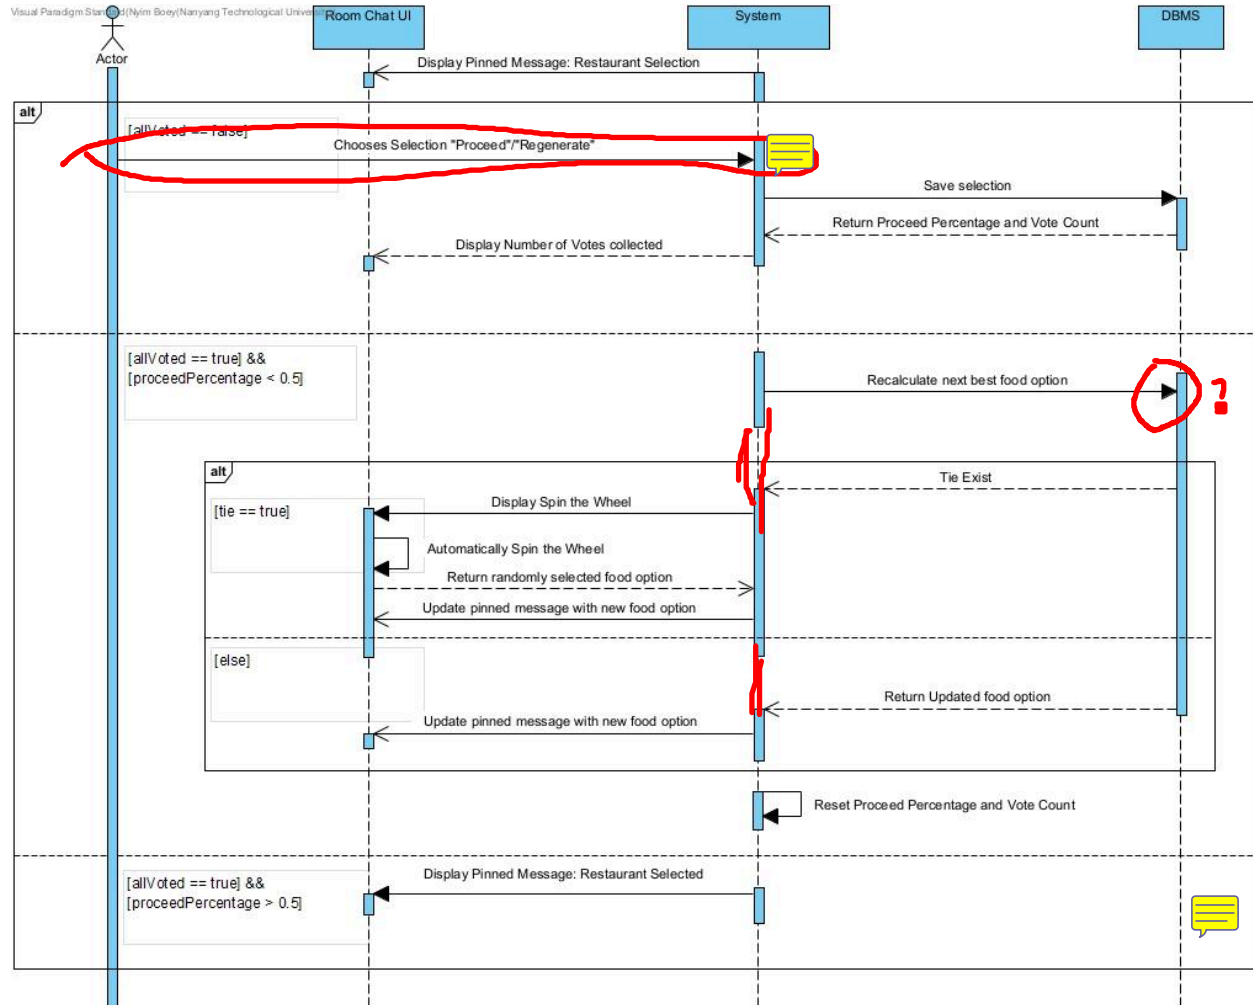 Visual Paradigm Standard(Nyim Boey(Nanyang Technological
Room Chat UI
System
DBMS
Actor
Display Pinned Message: Restaurant Selection
alt
[allVoted == false]
Chooses Selection "Proceed"/"Regenerate"
Save selection
Return Proceed Percentage and Vote Count
Display Number of Votes collected
[allVoted == true] &&
[proceedPercentage < 0.5]
Recalculate next best food option
?
alt
Tie Exist
[tie == true]
Display Spin the Wheel
Automatically Spin the Wheel
Return randomly selected food option
Update pinned message with new food option
[else]
Return Updated food option
Update pinned message with new food option
Reset Proceed Percentage and Vote Count
[allVoted == true] &&
[proceedPercentage > 0.5]
Display Pinned Message: Restaurant Selected